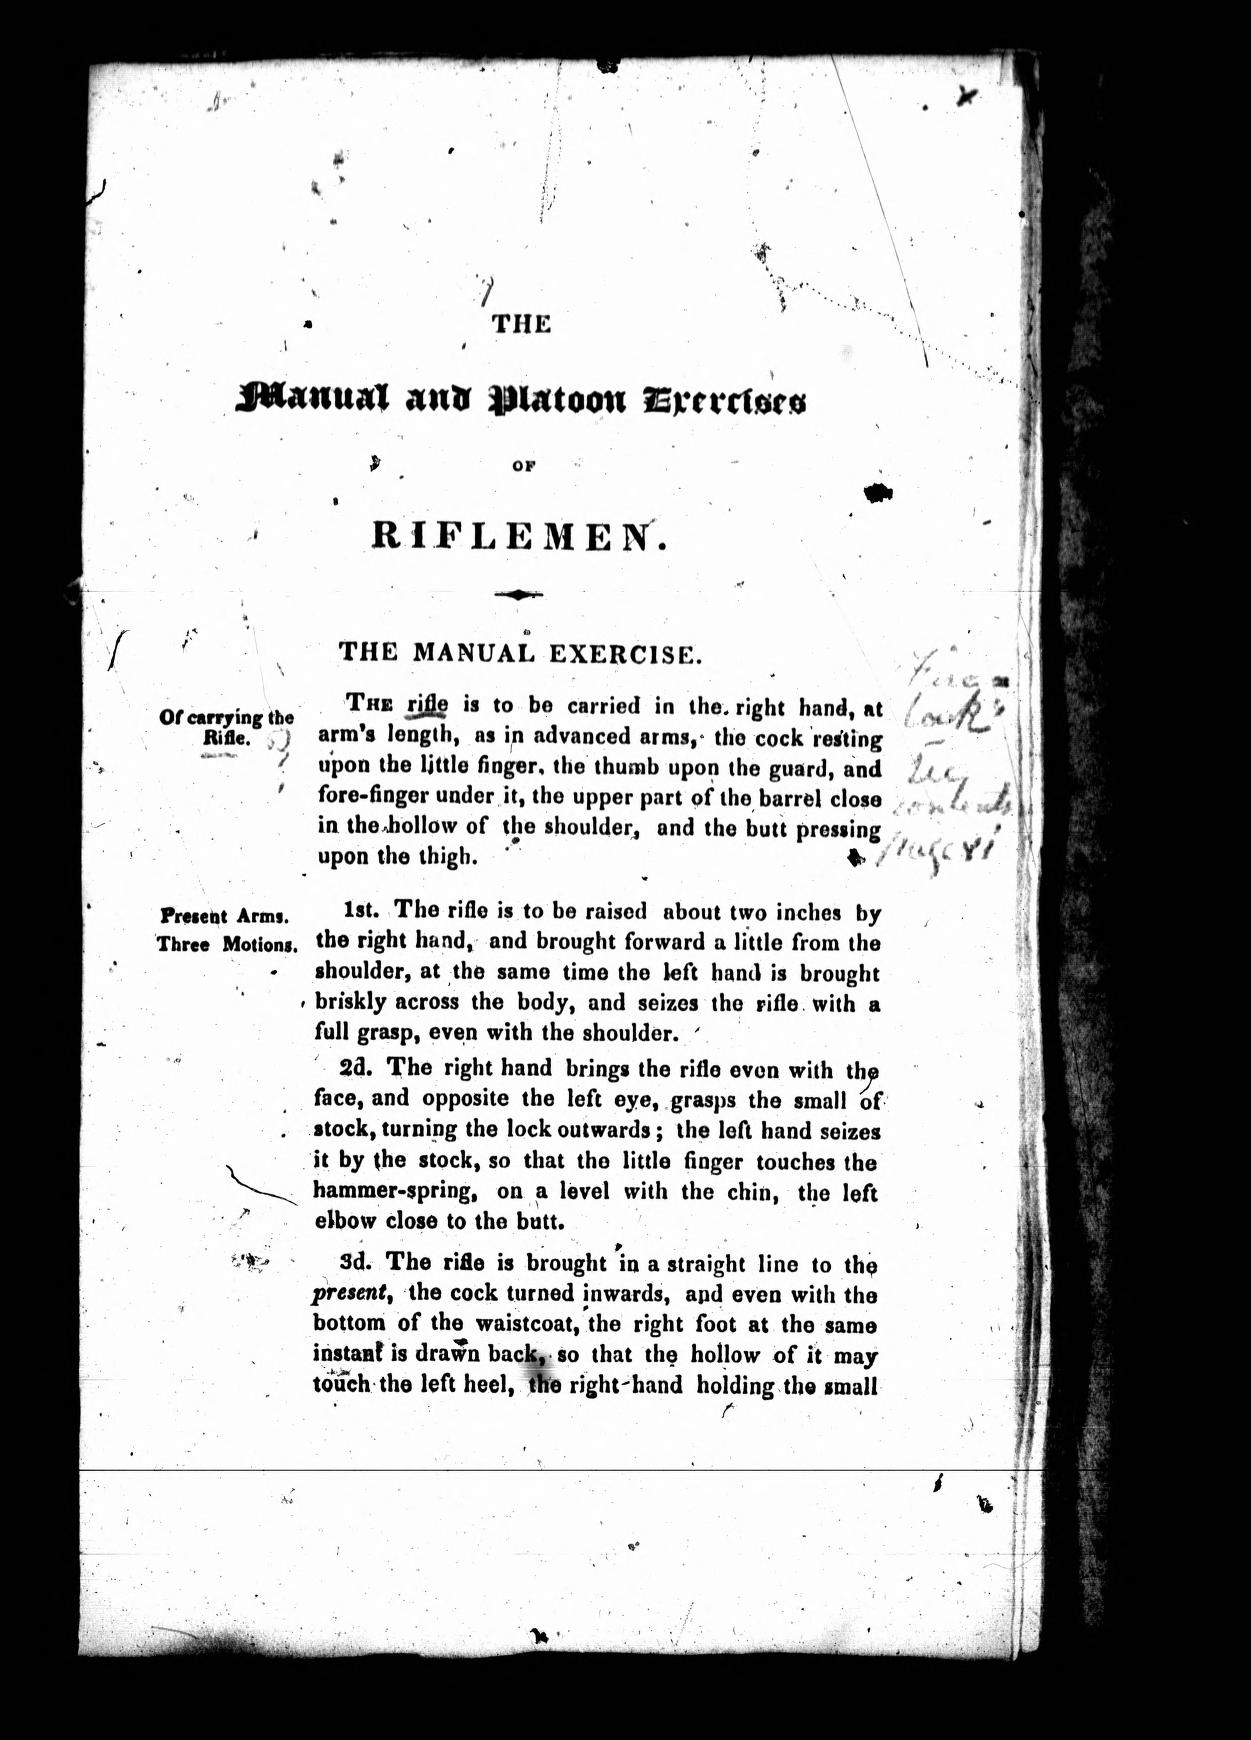 THE
Manual and Platoon Exercises
OF
RIFLEMEN.
THE MANUAL EXERCISE.
Of carrying the
Rifle.
THE rifle is to be carried in the right hand, at
arm's length, as in advanced arms, the cock resting
upon the little finger, the thumb upon the guard, and
fore-finger under it, the upper part of the barrel close
in the hollow of the shoulder, and the butt pressing
upon the thigh.
lock
contents
page 81
Present Arms.
Three Motions.
1st. The rifle is to be raised about two inches by
the right hand, and brought forward a little from the
shoulder, at the same time the left hand is brought
briskly across the body, and seizes the rifle with a
full grasp, even with the shoulder.
2d. The right hand brings the rifle even with the
face, and opposite the left eye, grasps the small of
stock, turning the lock outwards; the left hand seizes
it by the stock, so that the little finger touches the
hammer-spring, on a level with the chin, the left
elbow close to the butt.
3d. The rifle is brought in a straight line to the
present, the cock turned inwards, and even with the
bottom of the waistcoat, the right foot at the same
instant is drawn back, so that the hollow of it may
touch the left heel, the right-hand holding the small